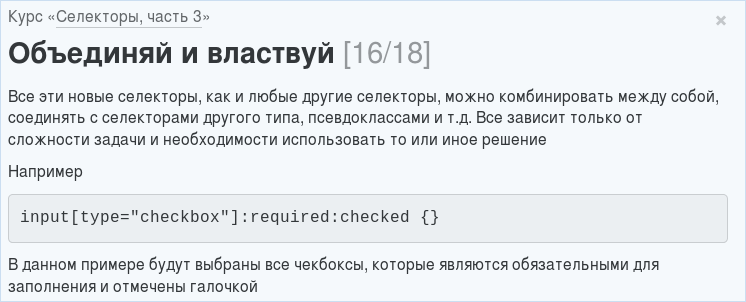 Курс «Селекторы, часть 3»
×
Объединяй и властвуй [16/18]
Все эти новые селекторы, как и любые другие селекторы, можно комбинировать между собой,
соединять с селекторами другого типа, псевдоклассами и т.д. Все зависит только от
сложности задачи и необходимости использовать то или иное решение
Например
input[type="checkbox"]:required:checked {}
В данном примере будут выбраны все чекбоксы, которые являются обязательными для
заполнения и отмечены галочкой